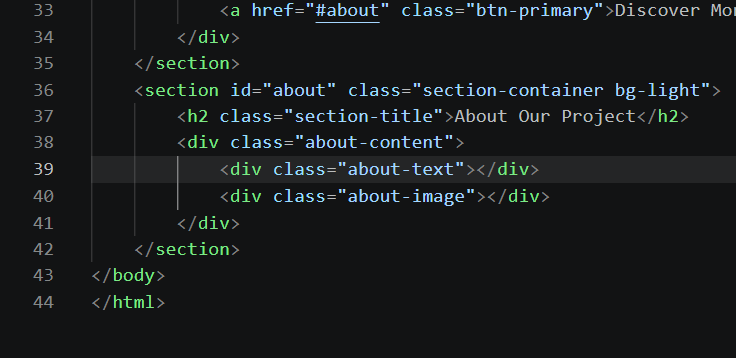 33 <a href="#about" class="btn-primary">Discover
34 </div>
35 </section>
36 <section id="about" class="section-container bg-light">
37 <h2 class="section-title">About Our Project</h2>
38 <div class="about-content">
39 <div class="about-text"></div>
40 <div class="about-image"></div>
41 </div>
42 </section>
43 </body>
44 </html>